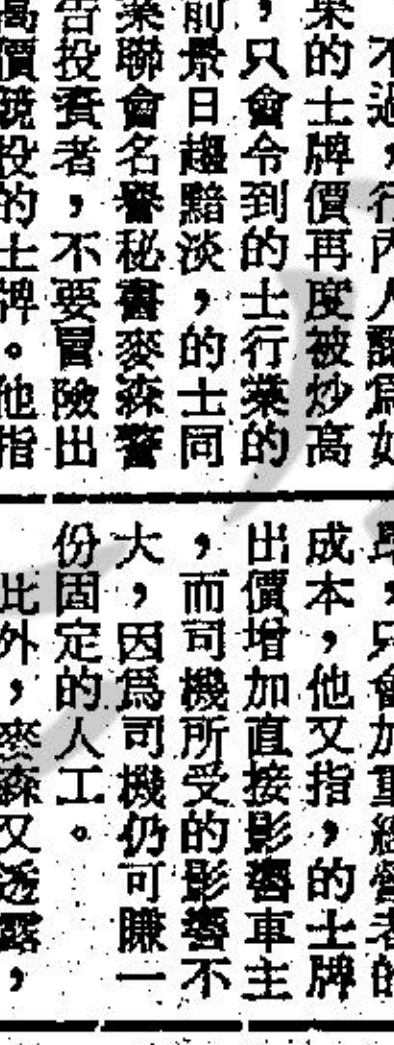 不過，行內人認爲如
果的士牌價再度被炒高
，只會令到的士行業的
前景日趨黯淡，的士同
業聯會名譽秘書麥森警
告投資者，不要冒險出
高價競投的士牌。他指
，只會加重經營者的
成本，他又指，的士牌
出價增加直接影響車主
，而司機所受的影響不
大，因爲司機仍可賺一
份固定的人工。
此外，麥森又透露，